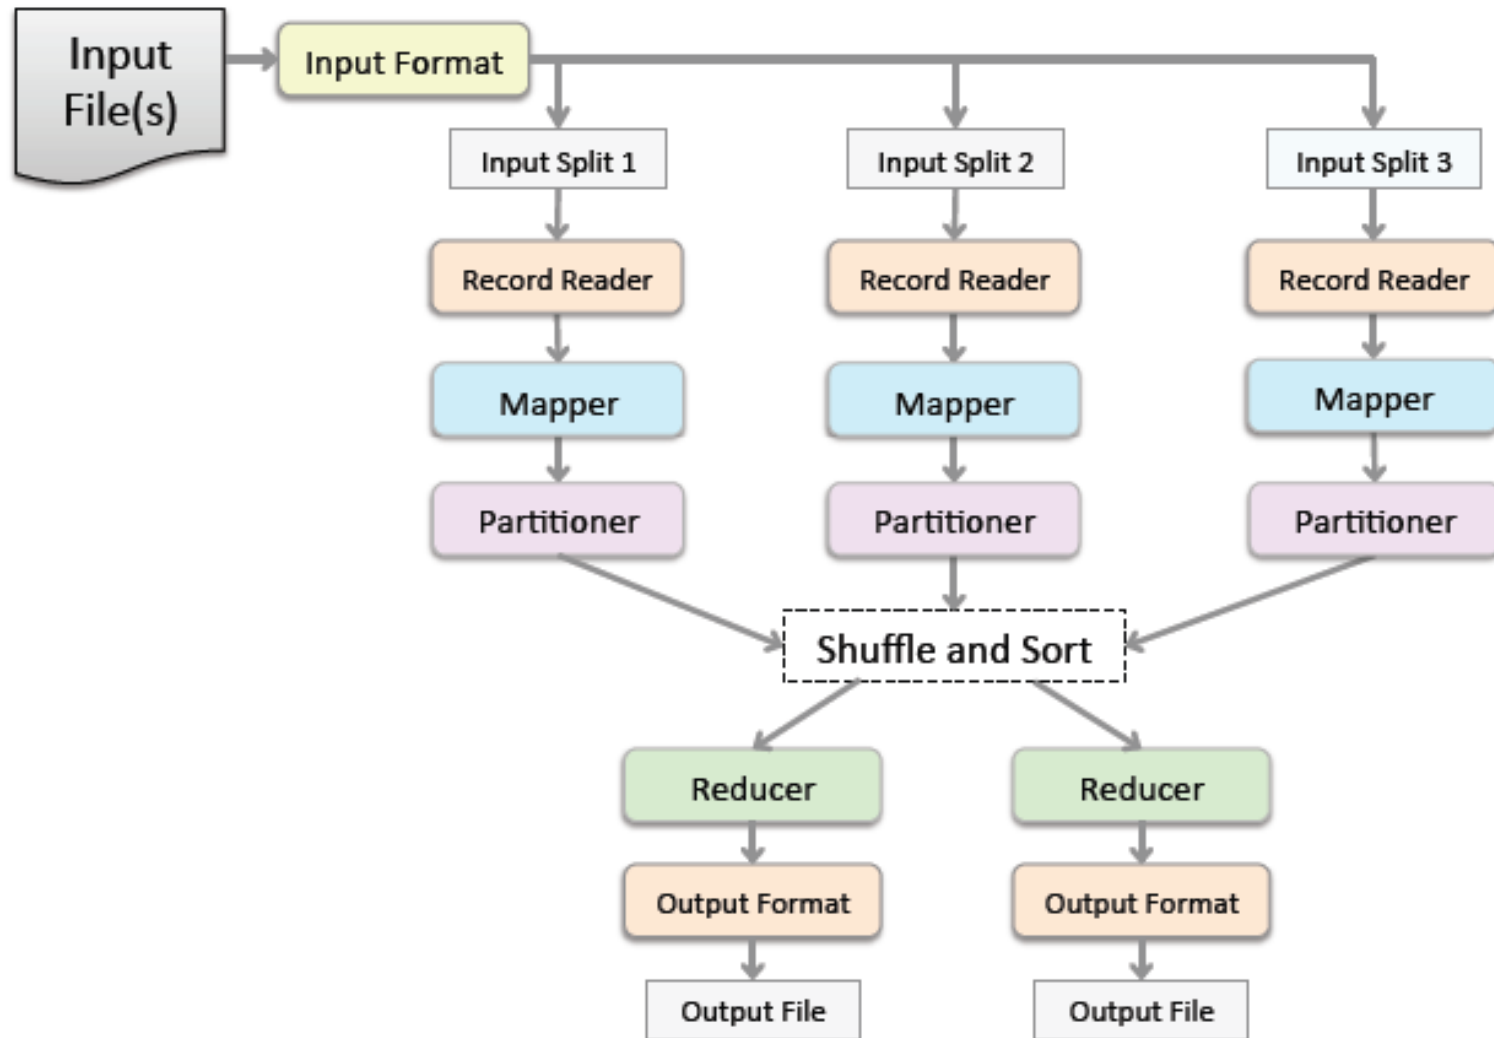 Input
File(s)
Input Format
Input Split 1
Input Split 2
Input Split 3
Record Reader
Record Reader
Record Reader
Mapper
Mapper
Mapper
Partitioner
Partitioner
Partitioner
Shuffle and Sort
Reducer
Reducer
Output Format
Output Format
Output File
Output File